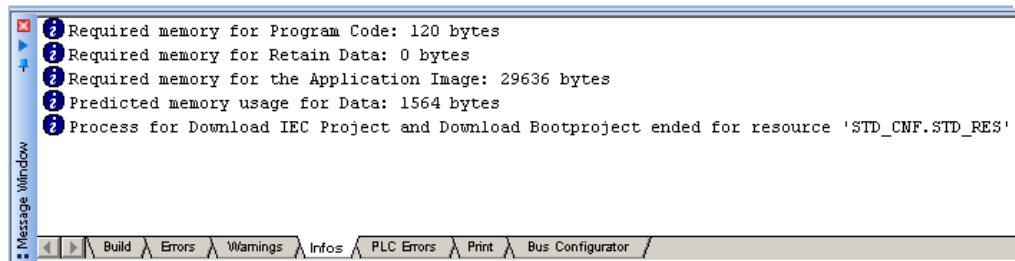 Required memory for Program Code: 120 bytes
Required memory for Retain Data: 0 bytes
Required memory for the Application Image: 29636 bytes
Predicted memory usage for Data: 1564 bytes
Process for Download IEC Project and Download Bootproject ended for resource 'STD_CNF.STD_RES'
Message Window
Build Errors Warnings Infos PLC Errors Print Bus Configurator